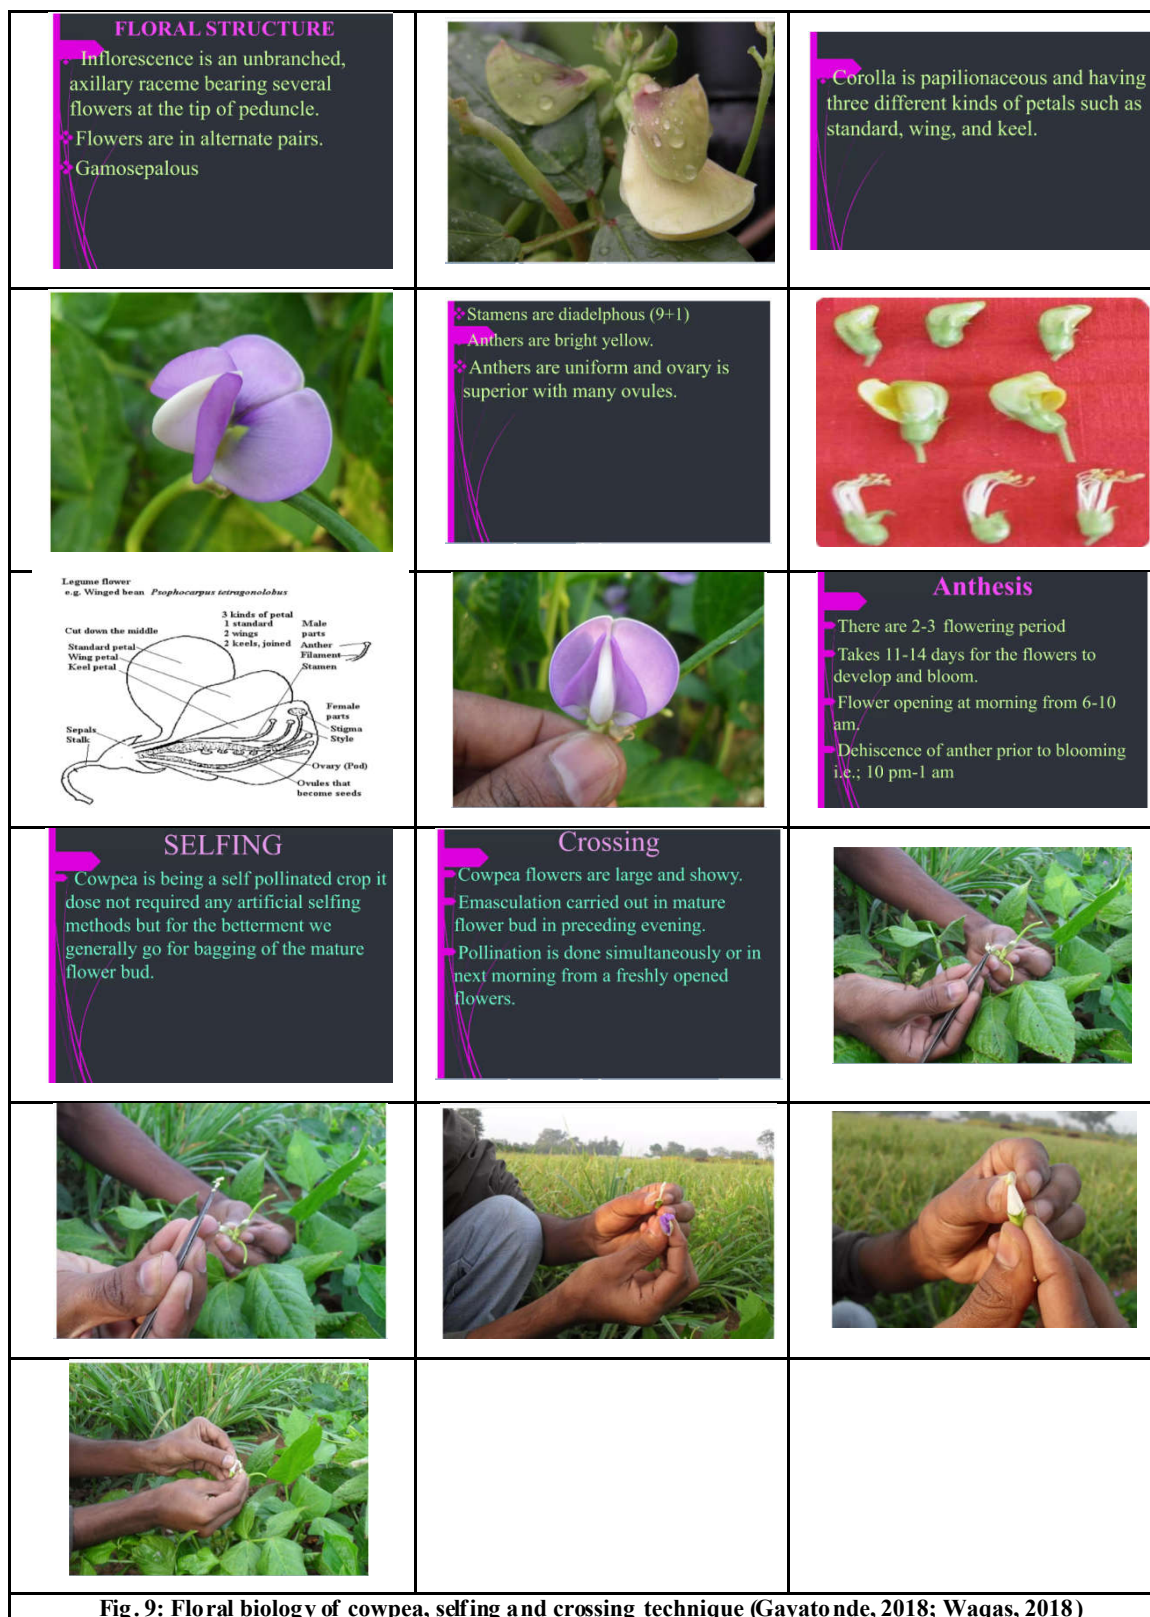 FLORAL STRUCTURE
Inflorescence is an unbranched,
axillary raceme bearing several
flowers at the tip of peduncle.
Flowers are in alternate pairs.
Gamosepalous
Corolla is papilionaceous and having
three different kinds of petals such as
standard, wing, and keel.
Stamens are diadelphous (9+1)
Anthers are bright yellow.
Anthers are uniform and ovary is
superior with many ovules.
Legume flower
e.g. Winged bean Psophocarpus tetragonolobus
Cut down the middle
Standard petal
Wing petal
Keel petal
3 kinds of petal
1 standard
2 wings
2 keels, joined
Male
parts
Anther
Filament
Stamen
Female
parts
Stigma
Style
Sepals
Stalk
Ovary (Pod)
Ovules that
become seeds
Anthesis
There are 2-3 flowering period
Takes 11-14 days for the flowers to
develop and bloom.
Flower opening at morning from 6-10
am.
Dehiscence of anther prior to blooming
i.e.; 10 pm-1 am
SELFING
Cowpea is being a self pollinated crop it
dose not required any artificial selfing
methods but for the betterment we
generally go for bagging of the mature
flower bud.
Crossing
Cowpea flowers are large and showy.
Emasculation carried out in mature
flower bud in preceding evening.
Pollination is done simultaneously or in
next morning from a freshly opened
flowers.
Fig. 9: Floral biology of cowpea, selfing and crossing technique (Gayatonde, 2018; Waqas, 2018)